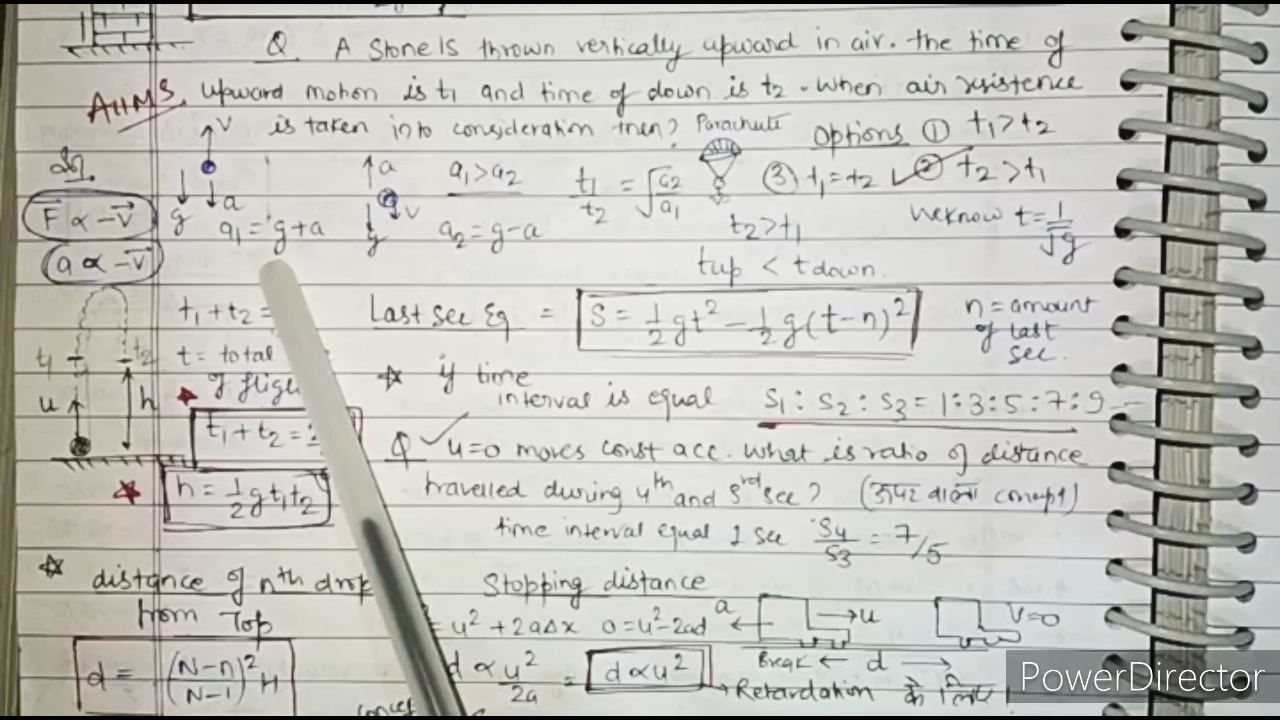 Q. A Stone is thrown vertically upward in air. the time of
AIIMS upward motion is t₁ and time of down is t₂. when air resistence
is taken into consideration then? Parachute Options ① t₁>t₂
③ t₁=t₂ ② t₂>t₁
Sol. v a a₁>a₂ t₁/t₂ = √(a₂/a₁)
F⃗ ∝ -v⃗ g a g v t₂>t₁ We know t=1/√g
a₁=g+a a₂=g-a
a ∝ -v⃗ tup < tdown.
t₁+t₂= Last sec Eq = S = ½gt² - ½g(t-n)² n = amount of last sec.
t₁ t₂ t = total
of flig ☆ if time
u h interval is equal S₁ : S₂ : S₃ = 1:3:5:7:9
★ t₁+t₂=
Q ✓ u=0 moves const acc. what is ratio of distance
★ h = ½gt₁t₂ travelled during 4th and 3rd sec? (ऊपर वाला concept)
time interval equal 1 sec S₄/S₃ = 7/5
☆ distance of nth drop Stopping distance
from Top = u² + 2aΔx 0=u²-2ad a u V=0
d = (N-n)²/(N-1)² H d ∝ u²/2a = d∝u² Break ← d →
Retardation के लिए
PowerDirector